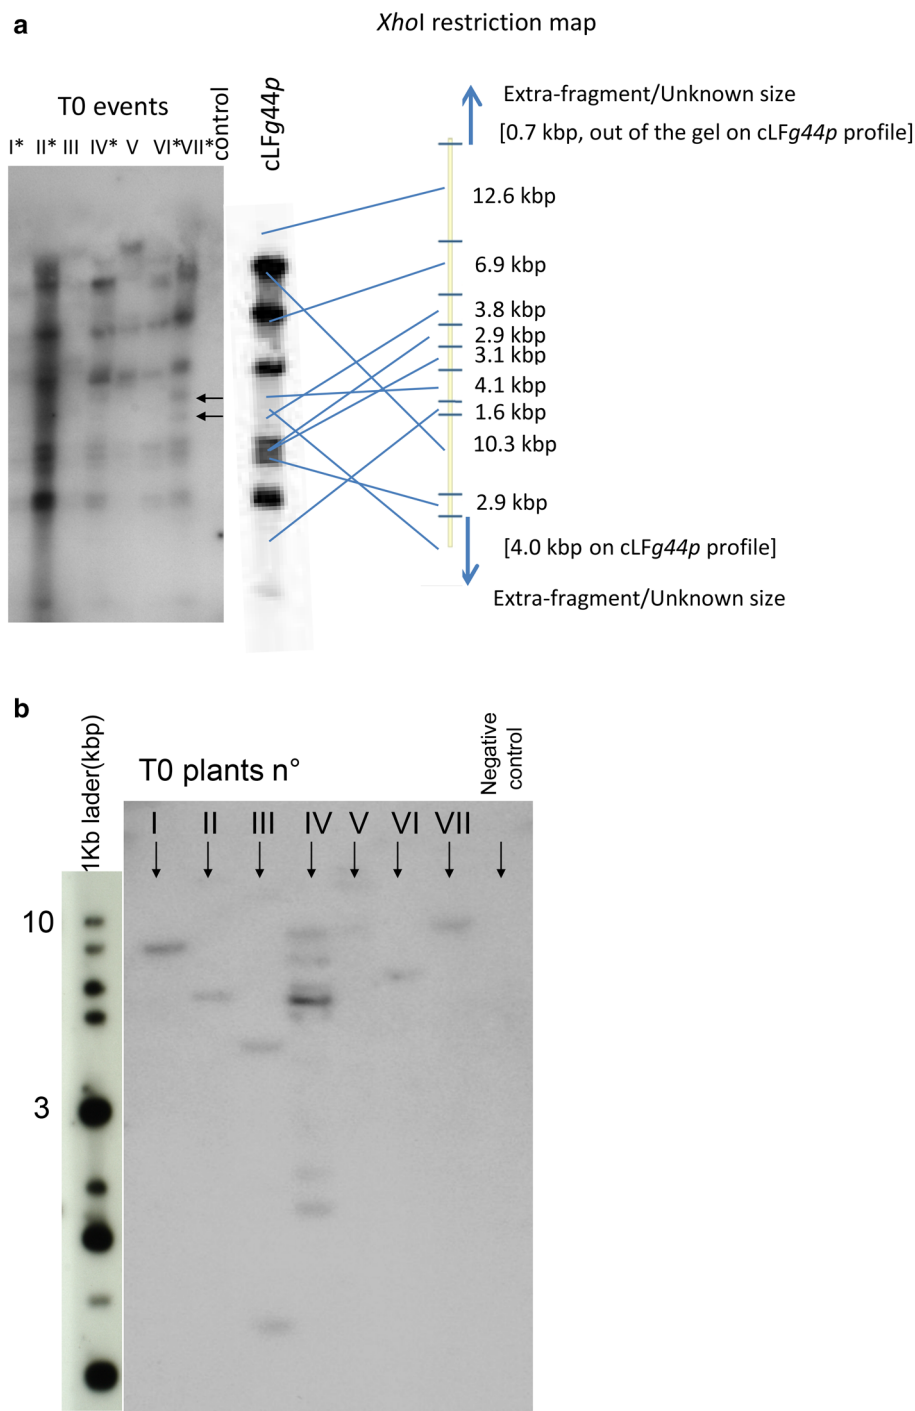 a
XhoI restriction map
T0 events
I* II* III IV* V VI* VII*
control
cLFg44p
Extra-fragment/Unknown size
[0.7 kbp, out of the gel on cLFg44p profile]
12.6 kbp
6.9 kbp
3.8 kbp
2.9 kbp
3.1 kbp
4.1 kbp
1.6 kbp
10.3 kbp
2.9 kbp
[4.0 kbp on cLFg44p profile]
Extra-fragment/Unknown size
b
1Kb lader(kbp)
T0 plants n°
Negative
control
I II III IV V VI VII
10
3